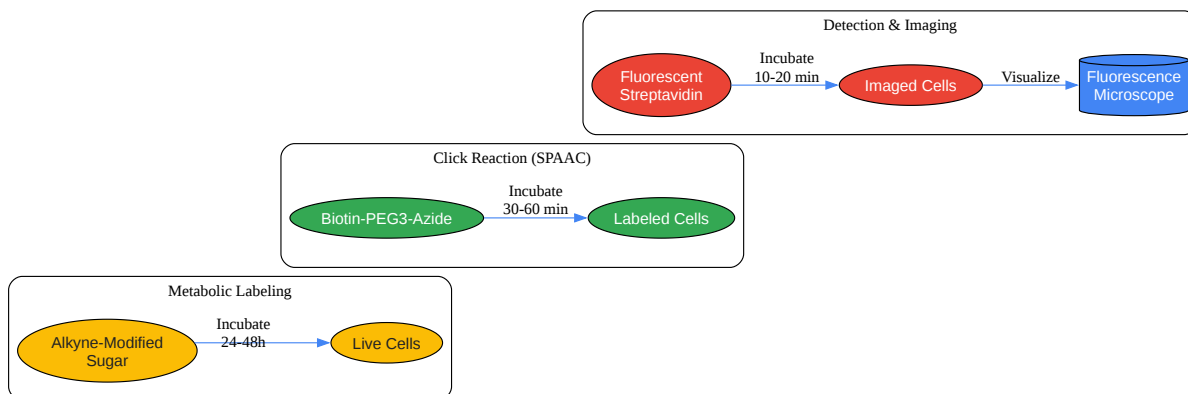 Detection & Imaging
Fluorescent
Streptavidin
Incubate
10-20 min
Imaged Cells
Visualize
Fluorescence
Microscope
Click Reaction (SPAAC)
Biotin-PEG3-Azide
Incubate
30-60 min
Labeled Cells
Metabolic Labeling
Alkyne-Modified
Sugar
Incubate
24-48h
Live Cells